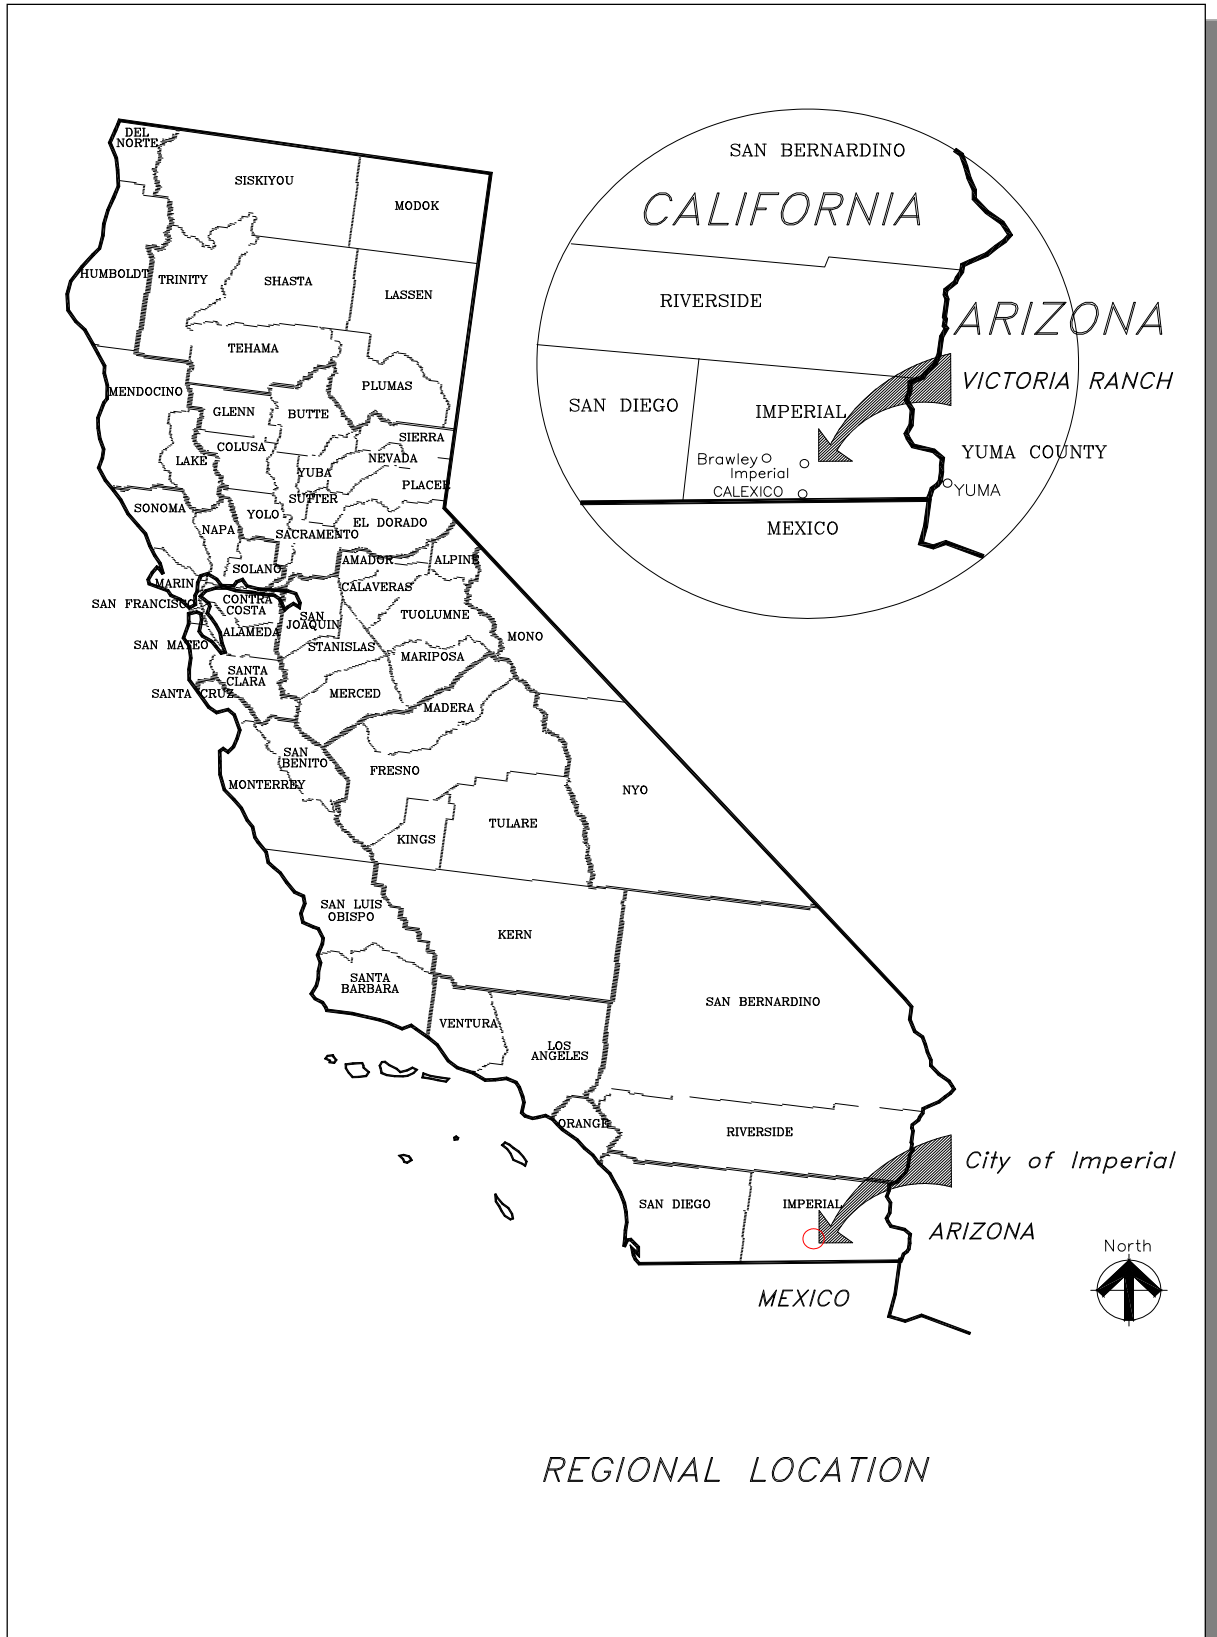 DEL
NORTE
SISKIYOU
MODOK
HUMBOLDT
TRINITY
SHASTA
LASSEN
TEHAMA
PLUMAS
MENDOCINO
GLENN
BUTTE
SIERRA
COLUSA
LAKE
NEVADA
YUBA
PLACER
SUTTER
SONOMA
YOLO
NAPA
EL DORADO
SACRAMENTO
SOLANO
AMADOR
ALPINE
MARIN
CALAVERAS
SAN FRANCISCO
CONTRA
COSTA
SAN
JOAQUIN
TUOLUMNE
ALAMEDA
MONO
SAN MATEO
STANISLAS
MARIPOSA
SANTA
CLARA
SANTA CRUZ
MERCED
MADERA
SAN
BENITO
FRESNO
MONTERREY
NYO
TULARE
KINGS
SAN LUIS
OBISPO
KERN
SANTA
BARBARA
SAN BERNARDINO
VENTURA
LOS
ANGELES
ORANGE
RIVERSIDE
SAN DIEGO
IMPERIAL
City of Imperial
ARIZONA
MEXICO
North
SAN BERNARDINO
CALIFORNIA
RIVERSIDE
ARIZONA
VICTORIA RANCH
SAN DIEGO
IMPERIAL
YUMA COUNTY
Brawley
Imperial
CALEXICO
YUMA
MEXICO
REGIONAL LOCATION